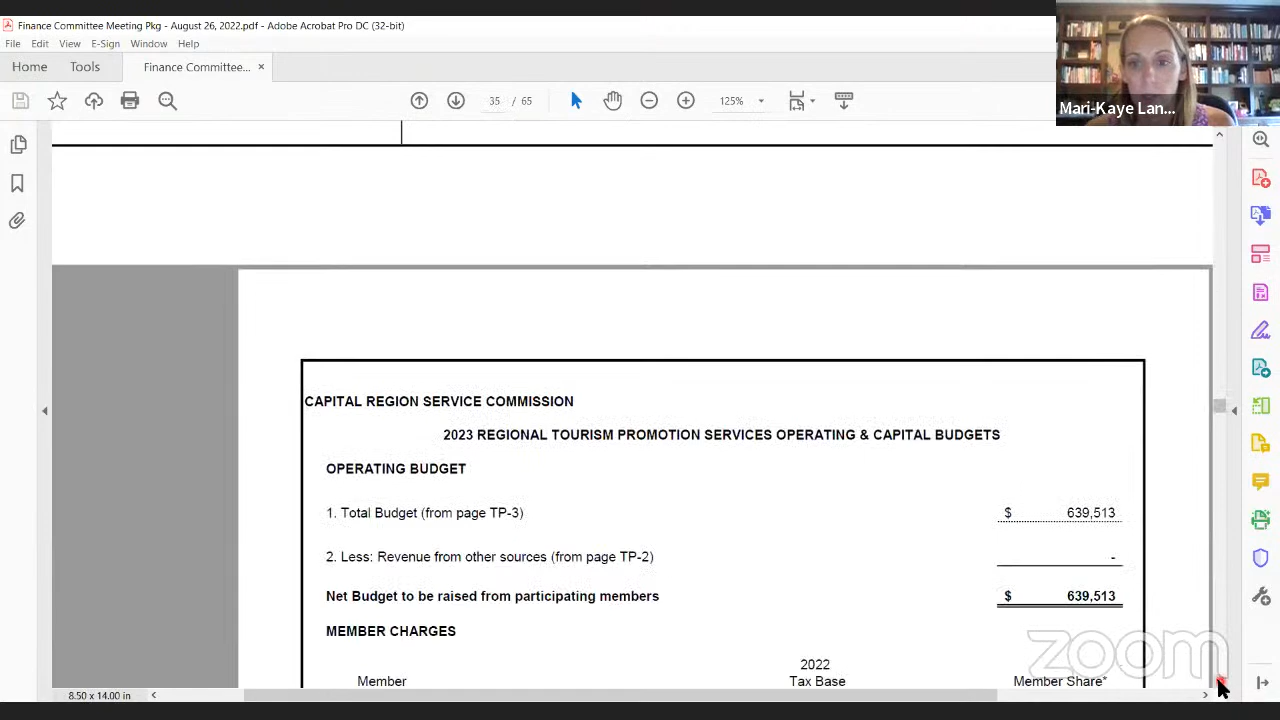 Finance Committee Meeting Pkg - August 26, 2022.pdf - Adobe Acrobat Pro DC (32-bit)
File Edit View E-Sign Window Help
Home Tools Finance Committee... ×
35 / 65 125%
Mari-Kaye Lan...
CAPITAL REGION SERVICE COMMISSION
2023 REGIONAL TOURISM PROMOTION SERVICES OPERATING & CAPITAL BUDGETS
OPERATING BUDGET
1. Total Budget (from page TP-3) $ 639,513
2. Less: Revenue from other sources (from page TP-2) -
Net Budget to be raised from participating members $ 639,513
MEMBER CHARGES
2022
Member Tax Base Member Share*
zoom
8.50 x 14.00 in